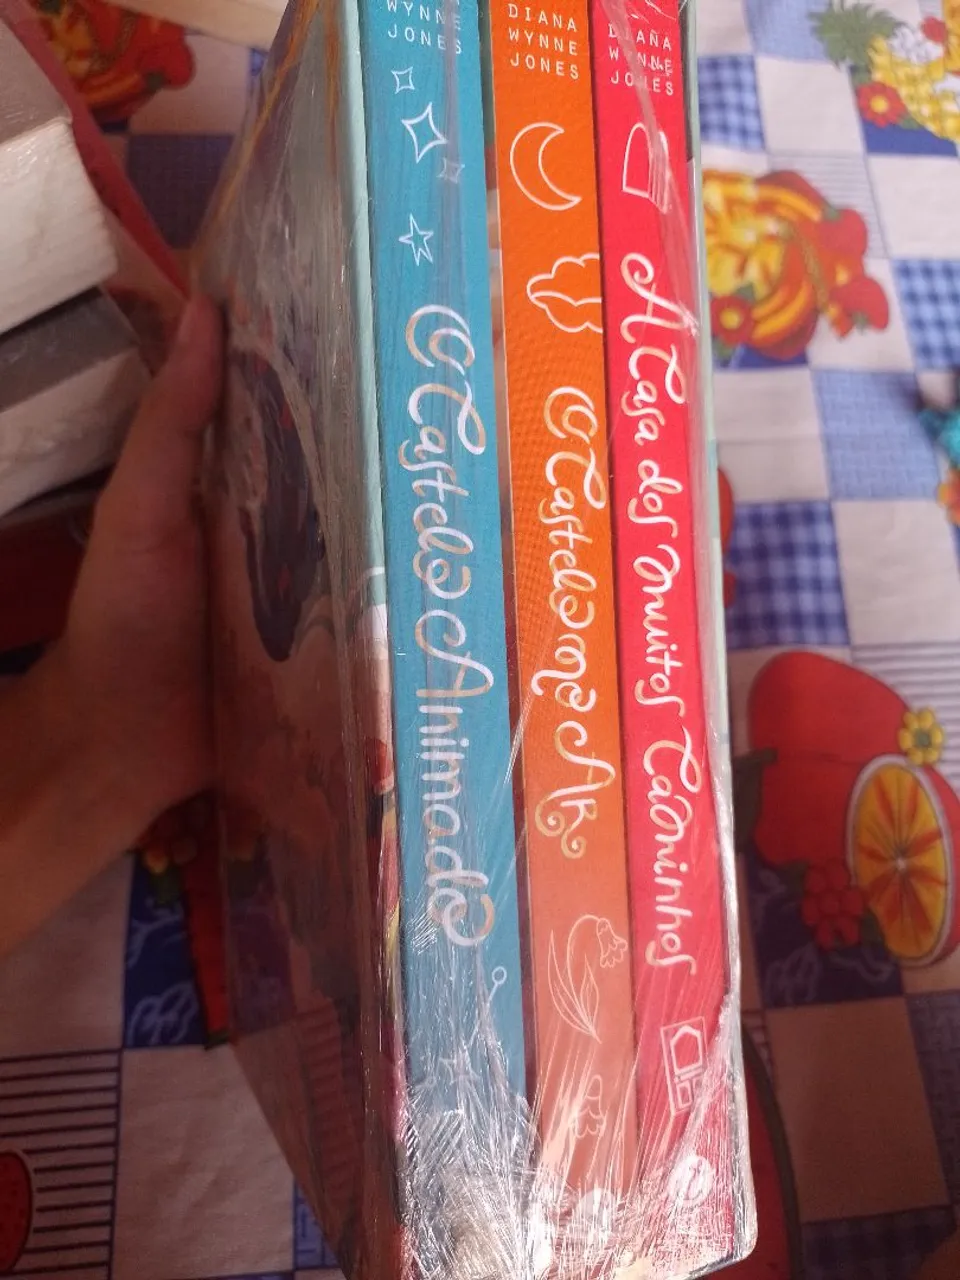 WYNNE
JONES
O Castelo Animado
DIANA
WYNNE
JONES
O Castelo no Ar
DIANA
WYNNE
JONES
A Casa dos Muitos Caminhos